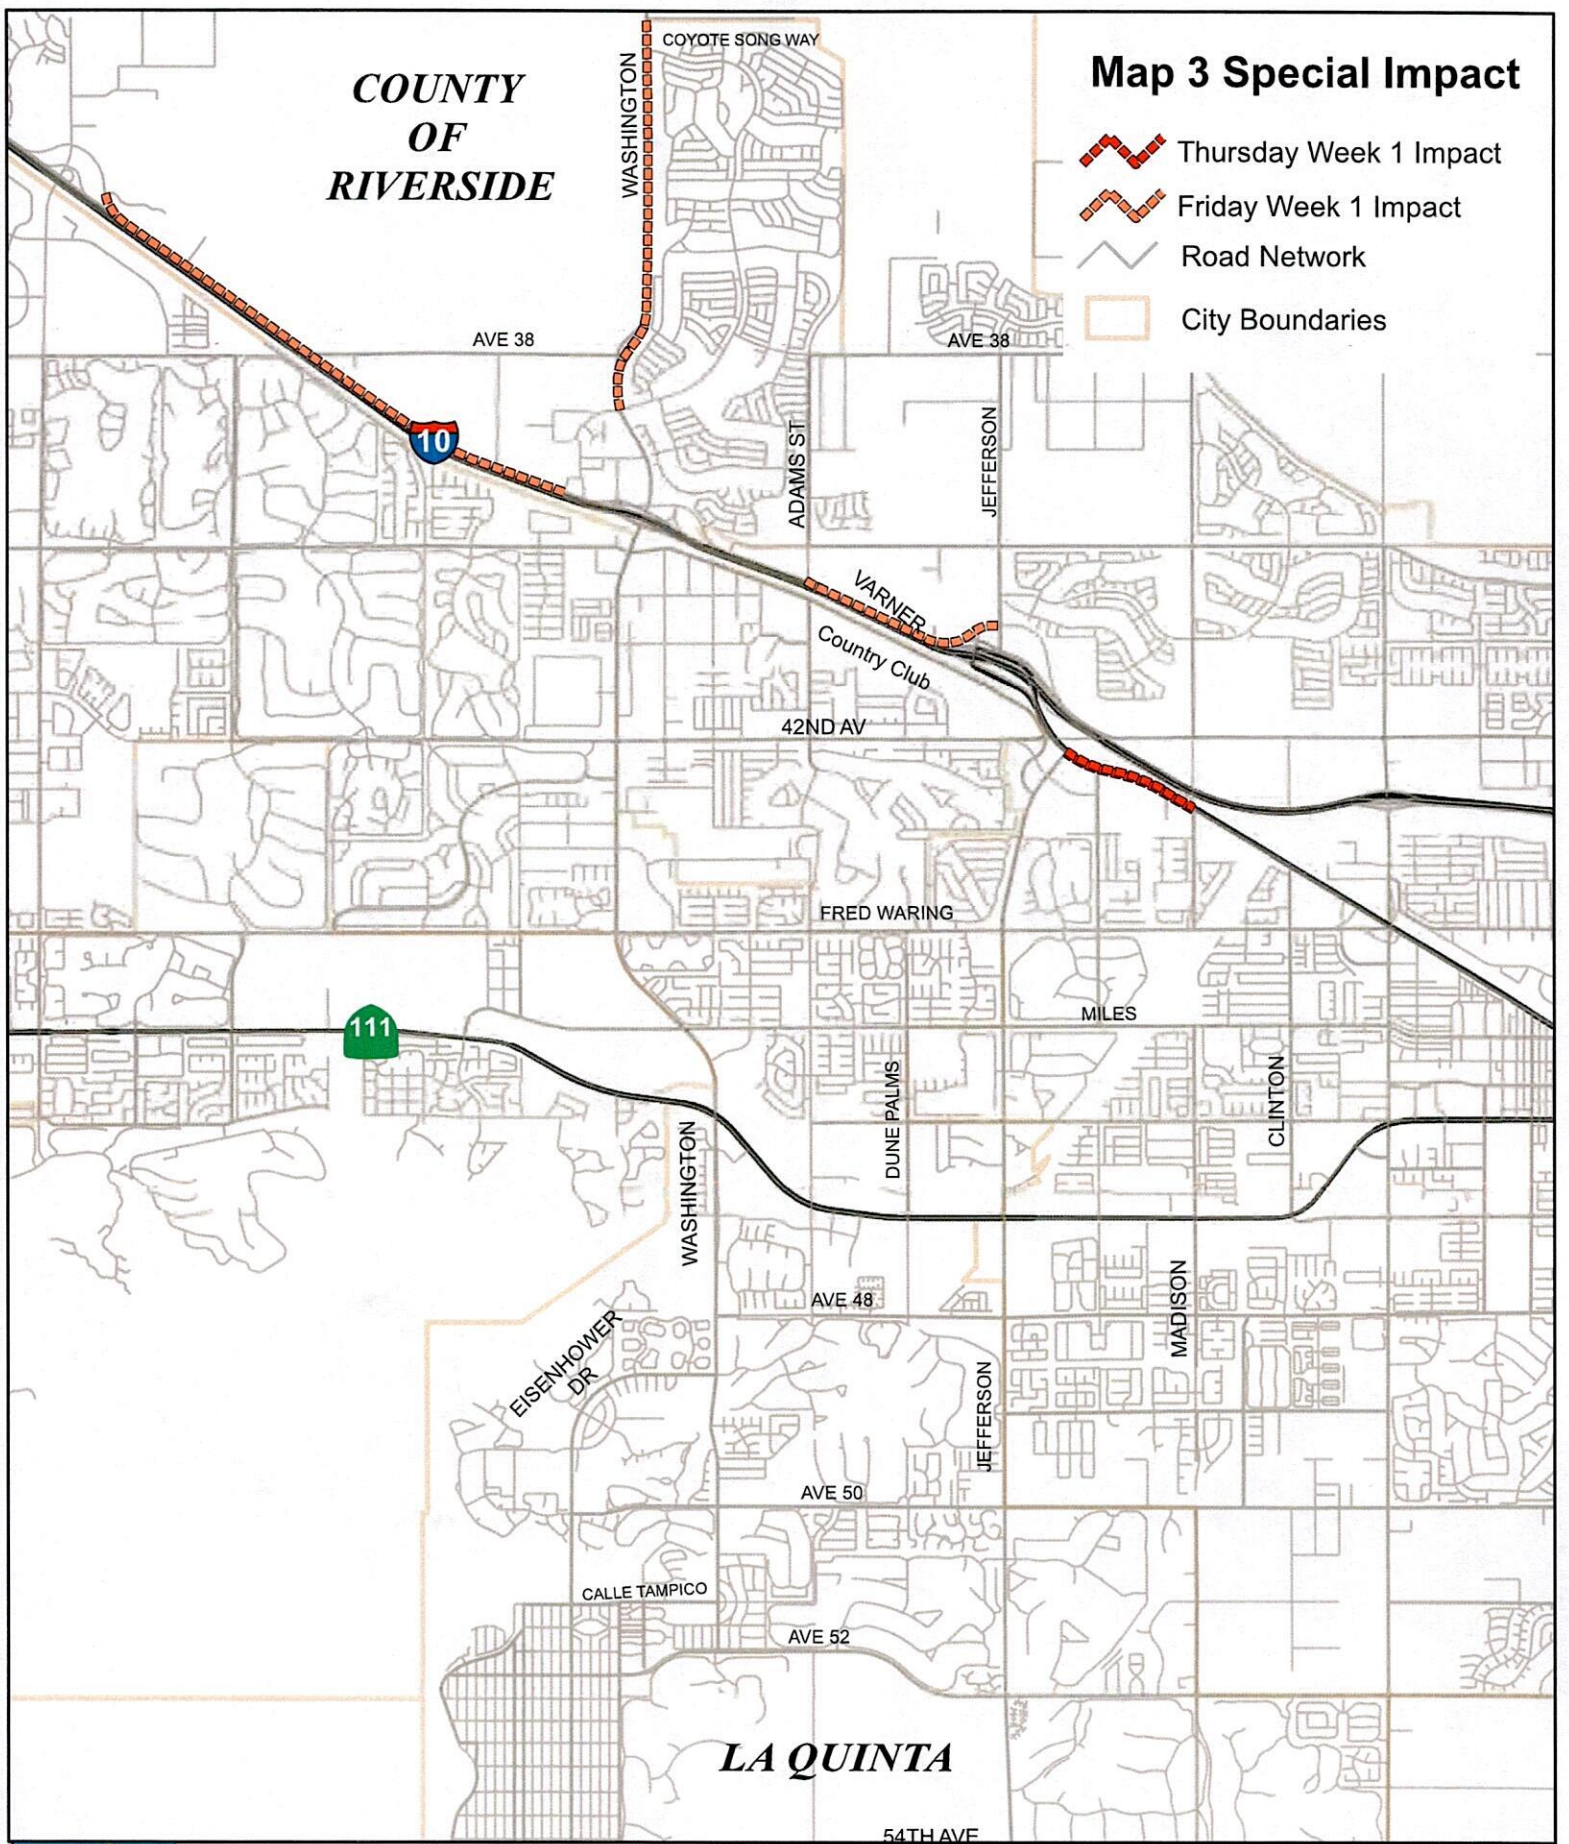 COYOTE SONG WAY
Map 3 Special Impact
COUNTY
OF
RIVERSIDE
WASHINGTON
Thursday Week 1 Impact
Friday Week 1 Impact
Road Network
City Boundaries
AVE 38
AVE 38
10
ADAMS ST
JEFFERSON
VARNER
Country Club
42ND AV
FRED WARING
111
MILES
DUNE PALMS
CLINTON
WASHINGTON
MADISON
AVE 48
EISENHOWER
DR
JEFFERSON
AVE 50
CALLE TAMPICO
AVE 52
LA QUINTA
54TH AVE